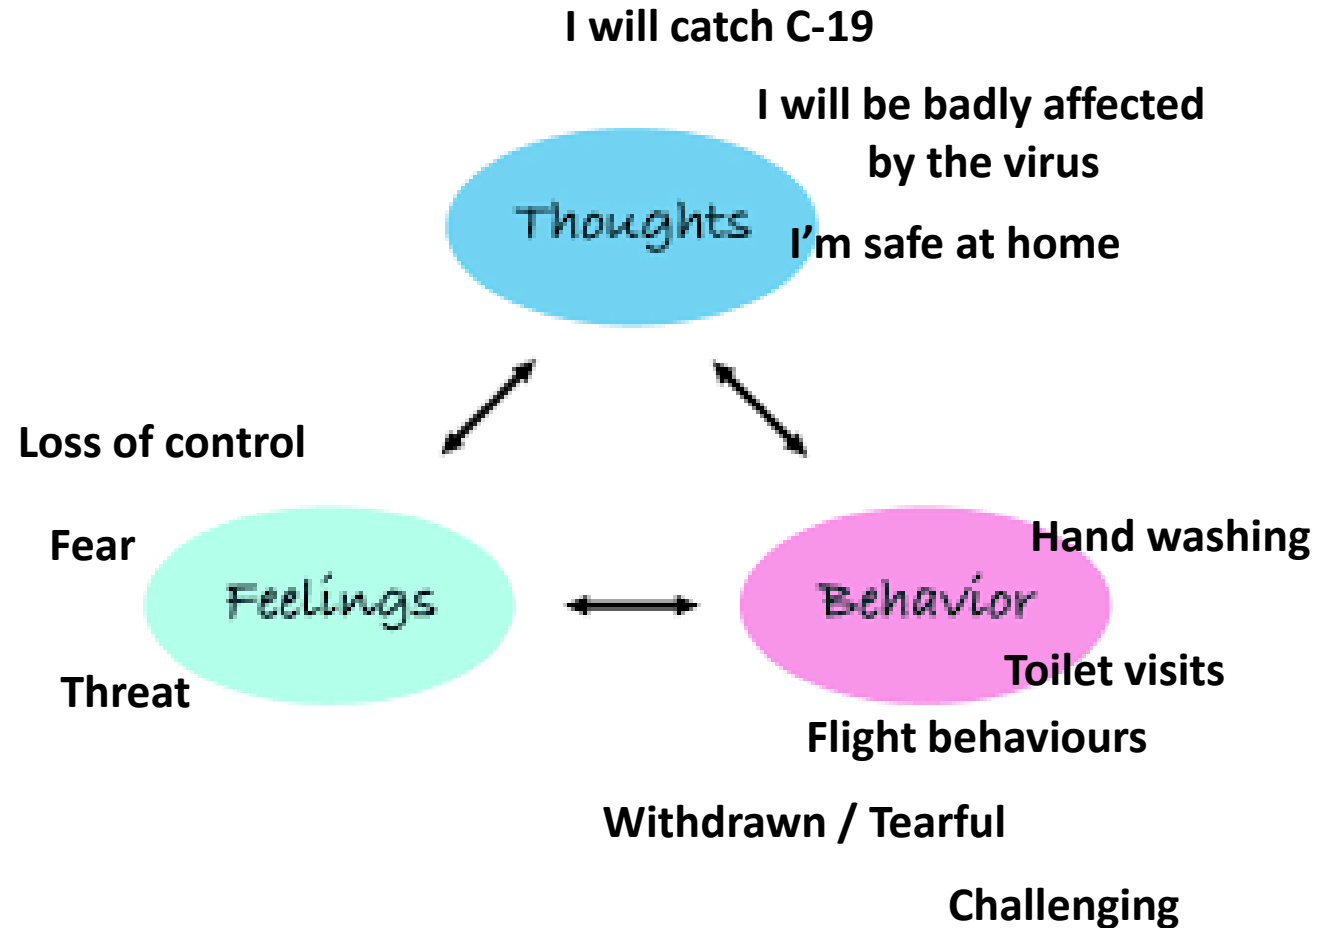 I will catch C-19
I will be badly affected
by the virus
Thoughts
I’m safe at home
Loss of control
Fear
Feelings
Threat
Hand washing
Behavior
Toilet visits
Flight behaviours
Withdrawn / Tearful
Challenging